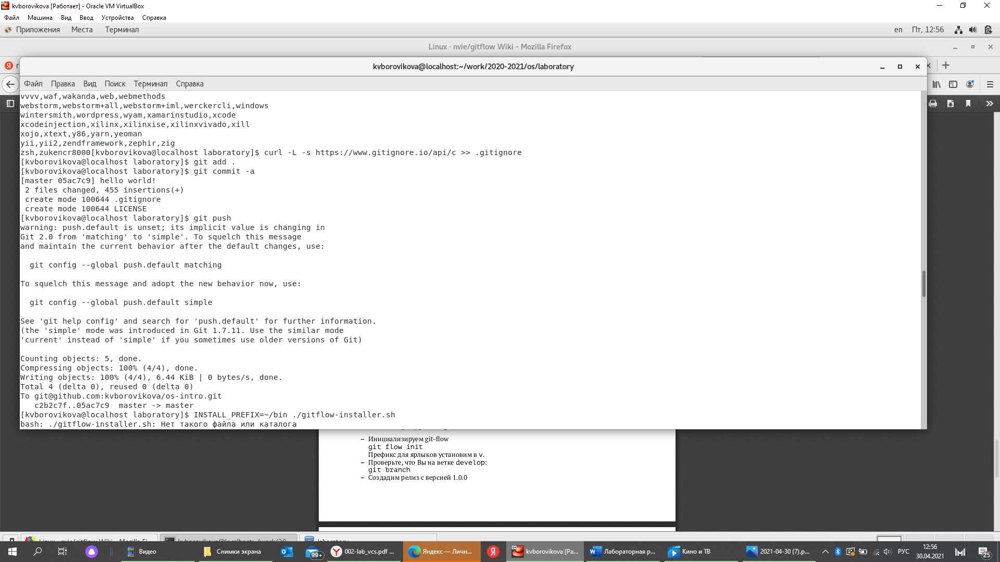 kvborovikova [Работает] - Oracle VM VirtualBox
Файл Машина Вид Ввод Устройства Справка
Приложения Места Терминал en Пт, 12:56
Linux · nvie/gitflow Wiki - Mozilla Firefox
kvborovikova@localhost:~/work/2020-2021/os/laboratory
Файл Правка Вид Поиск Терминал Справка
vvvv,waf,wakanda,web,webmethods
webstorm,webstorm+all,webstorm+iml,werckercli,windows
wintersmith,wordpress,wyam,xamarinstudio,xcode
xcodeinjection,xilinx,xilinxise,xilinxvivado,xill
xojo,xtext,y86,yarn,yeoman
yii,yii2,zendframework,zephir,zig
zsh,zukencr8000[kvborovikova@localhost laboratory]$ curl -L -s https://www.gitignore.io/api/c >> .gitignore
[kvborovikova@localhost laboratory]$ git add .
[kvborovikova@localhost laboratory]$ git commit -a
[master 05ac7c9] hello world!
 2 files changed, 455 insertions(+)
 create mode 100644 .gitignore
 create mode 100644 LICENSE
[kvborovikova@localhost laboratory]$ git push
warning: push.default is unset; its implicit value is changing in
Git 2.0 from 'matching' to 'simple'. To squelch this message
and maintain the current behavior after the default changes, use:
  git config --global push.default matching
To squelch this message and adopt the new behavior now, use:
  git config --global push.default simple
See 'git help config' and search for 'push.default' for further information.
(the 'simple' mode was introduced in Git 1.7.11. Use the similar mode
'current' instead of 'simple' if you sometimes use older versions of Git)
Counting objects: 5, done.
Compressing objects: 100% (4/4), done.
Writing objects: 100% (4/4), 6.44 KiB | 0 bytes/s, done.
Total 4 (delta 0), reused 0 (delta 0)
To git@github.com:kvborovikova/os-intro.git
   c2b2c7f..05ac7c9  master -> master
[kvborovikova@localhost laboratory]$ INSTALL_PREFIX=~/bin ./gitflow-installer.sh
bash: ./gitflow-installer.sh: Нет такого файла или каталога
– Инициализируем git-flow
git flow init
Префикс для ярлыков установим в v.
– Проверьте, что Вы на ветке develop:
git branch
– Создадим релиз с версией 1.0.0
Видео Снимки экрана 99+ 002-lab_vcs.pdf ... Яндекс — Личн... Я kvborovikova [Ра... Лабораторная р... Кино и ТВ 2021-04-30 (7).p... РУС 12:56 25
30.04.2021